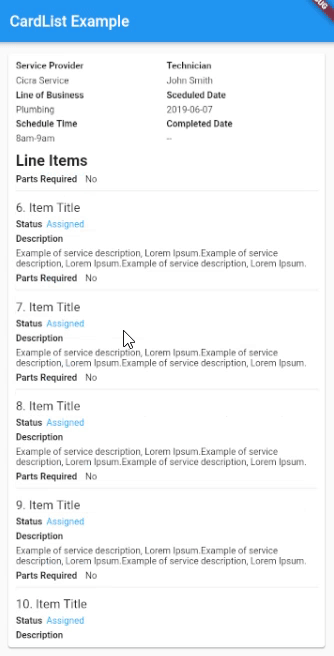 CardList Example
Service Provider Technician
Cicra Service John Smith
Line of Business Sceduled Date
Plumbing 2019-06-07
Schedule Time Completed Date
8am-9am --
Line Items
Parts Required No
6. Item Title
Status Assigned
Description
Example of service description, Lorem Ipsum.Example of service
description, Lorem Ipsum.Example of service description, Lorem Ipsum.
Parts Required No
7. Item Title
Status Assigned
Description
Example of service description, Lorem Ipsum.Example of service
description, Lorem Ipsum.Example of service description, Lorem Ipsum.
Parts Required No
8. Item Title
Status Assigned
Description
Example of service description, Lorem Ipsum.Example of service
description, Lorem Ipsum.Example of service description, Lorem Ipsum.
Parts Required No
9. Item Title
Status Assigned
Description
Example of service description, Lorem Ipsum.Example of service
description, Lorem Ipsum.Example of service description, Lorem Ipsum.
Parts Required No
10. Item Title
Status Assigned
Description